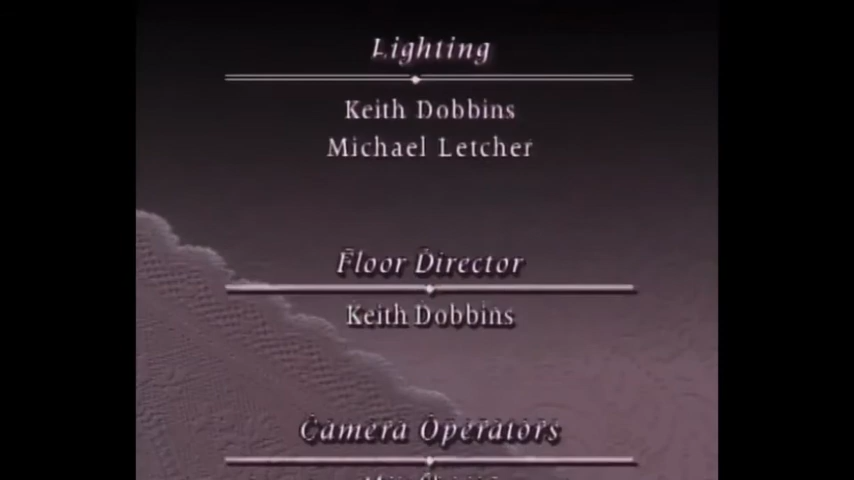 Lighting
Keith Dobbins
Michael Letcher
Floor Director
Keith Dobbins
Camera Operators